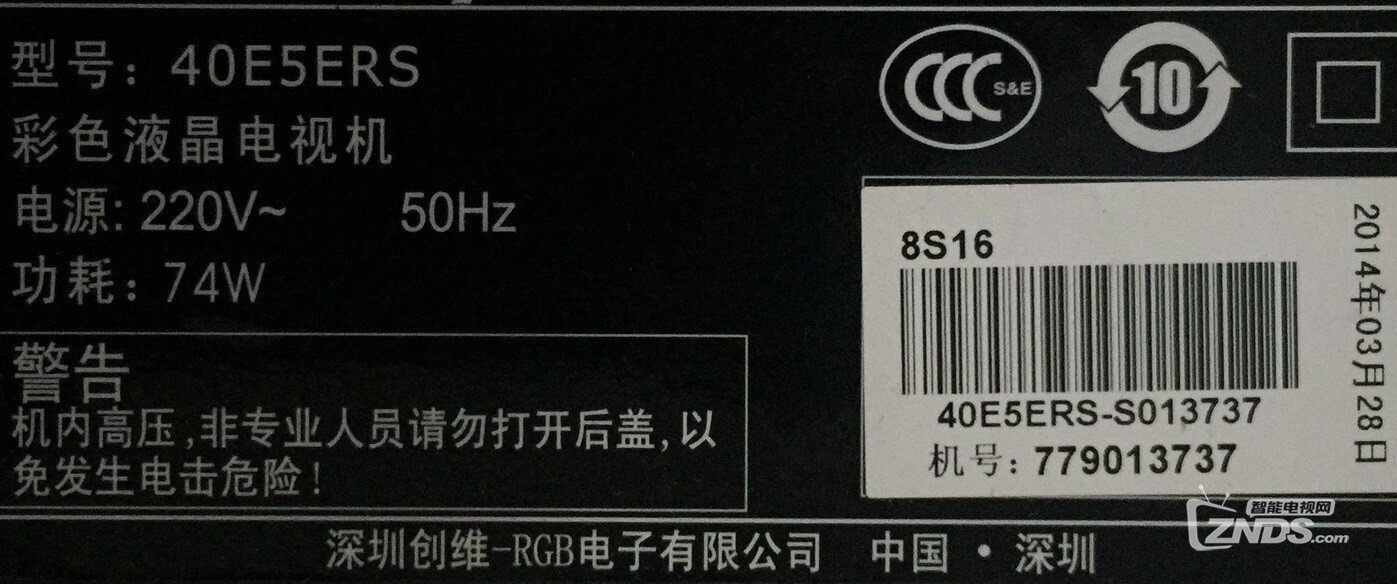 型号: 40E5ERS
彩色液晶电视机
电源: 220V~ 50Hz
功耗: 74W
警告
机内高压,非专业人员请勿打开后盖,以
免发生电击危险!
CCC S&E
10
8S16
40E5ERS-S013737
机号: 779013737
2014年03月28日
深圳创维-RGB电子有限公司 中国·深圳
智能电视网
ZNDS.com